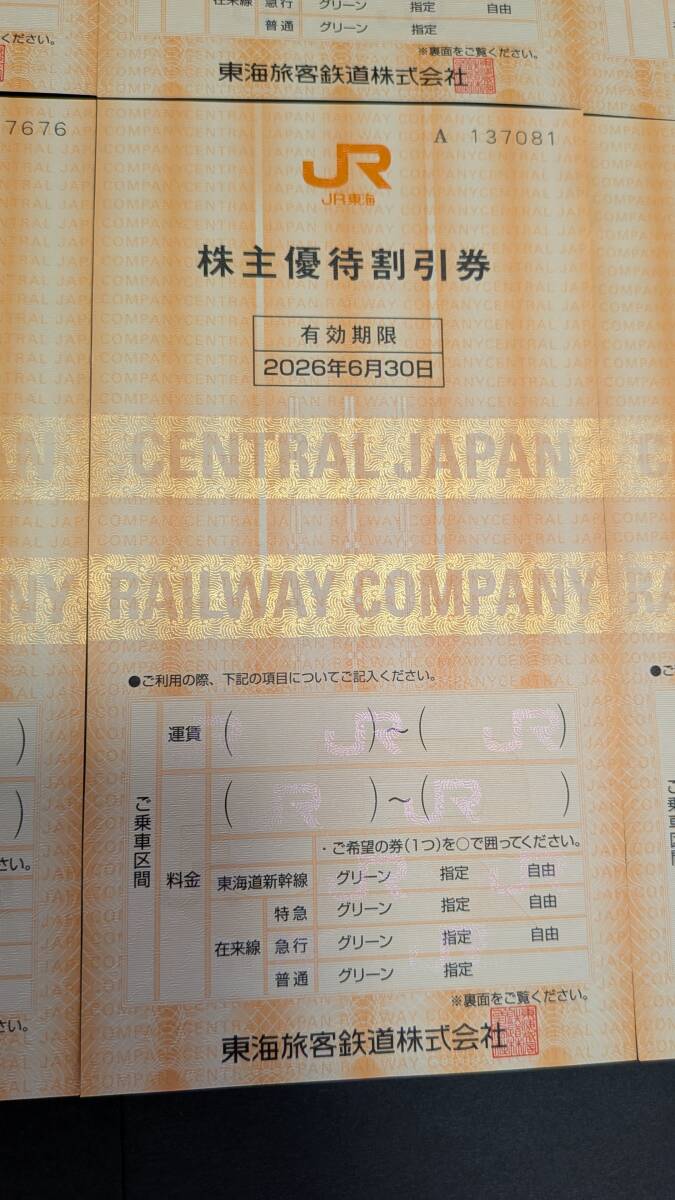 在来線 急行 グリーン 指定 自由
普通 グリーン 指定
※裏面をご覧ください。
ください。
東海旅客鉄道株式会社
7676
A 137081
JR
JR東海
株主優待割引券
有効期限
2026年6月30日
CENTRAL JAPAN
RAILWAY COMPANY
●ご利用の際、下記の項目についてご記入ください。
ご乗車区間
運賃 ( ) ～ ( )
料金 ( ) ～ ( )
・ご希望の券(1つ)を○で囲ってください。
東海道新幹線 グリーン 指定 自由
在来線 特急 グリーン 指定 自由
急行 グリーン 指定 自由
普通 グリーン 指定
※裏面をご覧ください。
東海旅客鉄道株式会社